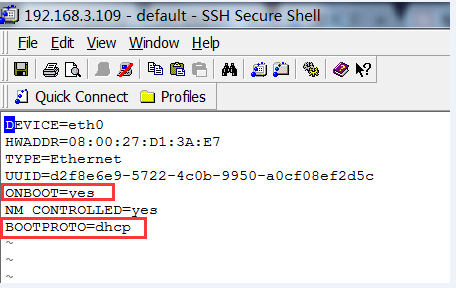 192.168.3.109 - default - SSH Secure Shell
File Edit View Window Help
Quick Connect Profiles
DEVICE=eth0
HWADDR=08:00:27:D1:3A:E7
TYPE=Ethernet
UUID=d2f8e6e9-5722-4c0b-9950-a0cf08ef2d5c
ONBOOT=yes
NM_CONTROLLED=yes
BOOTPROTO=dhcp
~
~
~